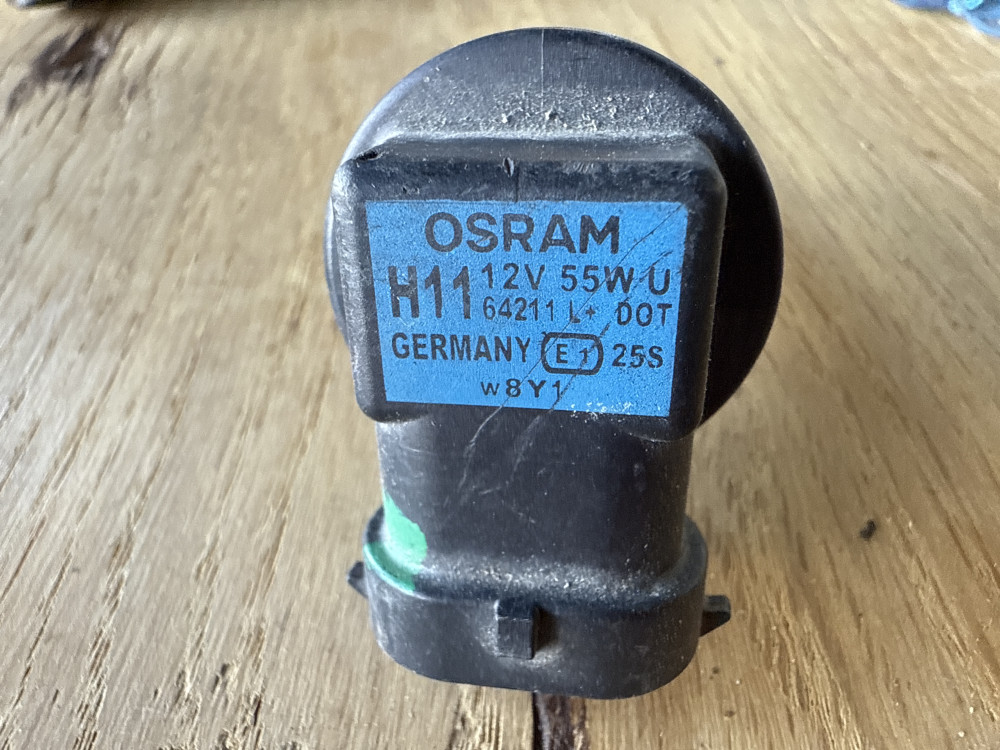 OSRAM
H11 12V 55W U
64211 L+ DOT
GERMANY E1 25S
W8Y1